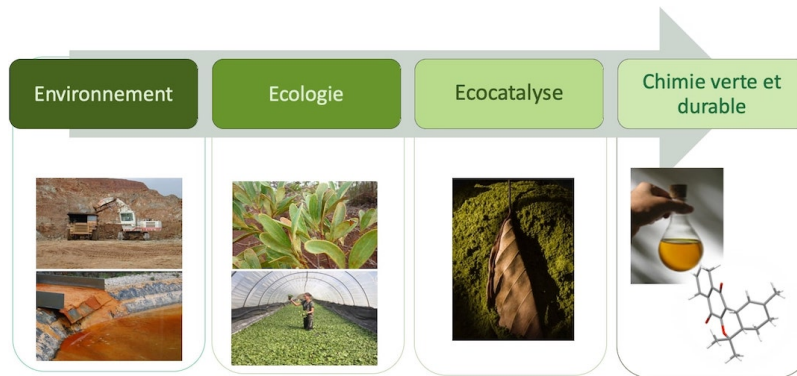 Environnement
Ecologie
Ecocatalyse
Chimie verte et
durable